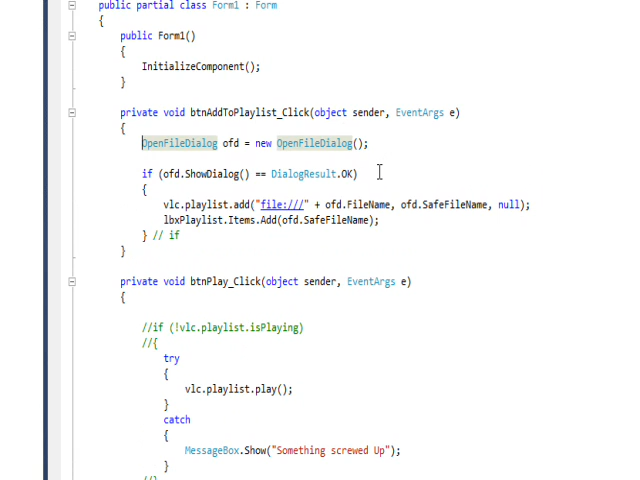 public partial class Form1 : Form
{
public Form1()
{
InitializeComponent();
}
private void btnAddToPlaylist_Click(object sender, EventArgs e)
{
OpenFileDialog ofd = new OpenFileDialog();
if (ofd.ShowDialog() == DialogResult.OK)
{
vlc.playlist.add("file:///" + ofd.FileName, ofd.SafeFileName, null);
lbxPlaylist.Items.Add(ofd.SafeFileName);
} // if
}
private void btnPlay_Click(object sender, EventArgs e)
{
//if (!vlc.playlist.isPlaying)
//{
try
{
vlc.playlist.play();
}
catch
{
MessageBox.Show("Something screwed Up");
}
//}